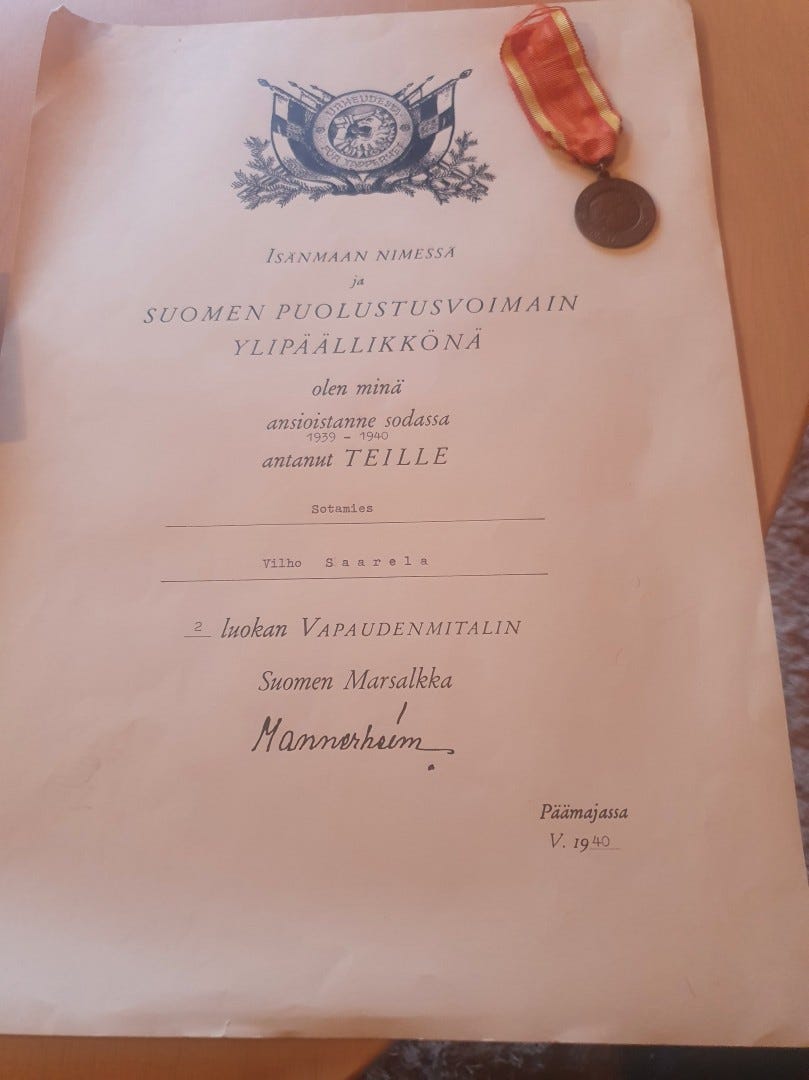 URHEUDESTA
FÖR TAPPERHET
ISÄNMAAN NIMESSÄ
ja
SUOMEN PUOLUSTUSVOIMAIN
YLIPÄÄLLIKKÖNÄ
olen minä
ansioistanne sodassa
1939 - 1940
antanut TEILLE
Sotamies
Vilho Saarela
2 luokan VAPAUDENMITALIN
Suomen Marsalkka
Mannerheim
Päämajassa
V. 1940